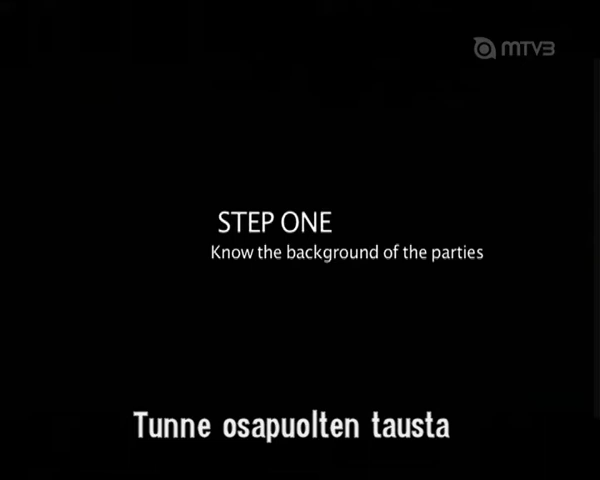 MTV3
STEP ONE
Know the background of the parties
Tunne osapuolten tausta